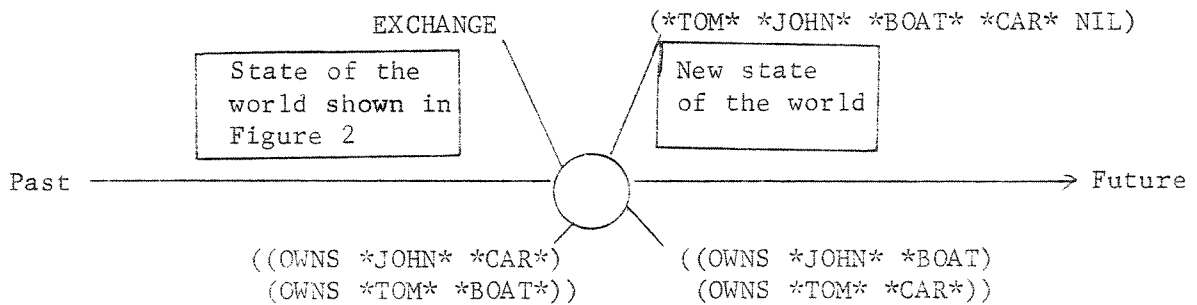 EXCHANGE (*TOM* *JOHN* *BOAT* *CAR* NIL)
State of the
world shown in
Figure 2
New state
of the world
Past
Future
((OWNS *JOHN* *CAR*)
(OWNS *TOM* *BOAT*))
((OWNS *JOHN* *BOAT)
(OWNS *TOM* *CAR*))